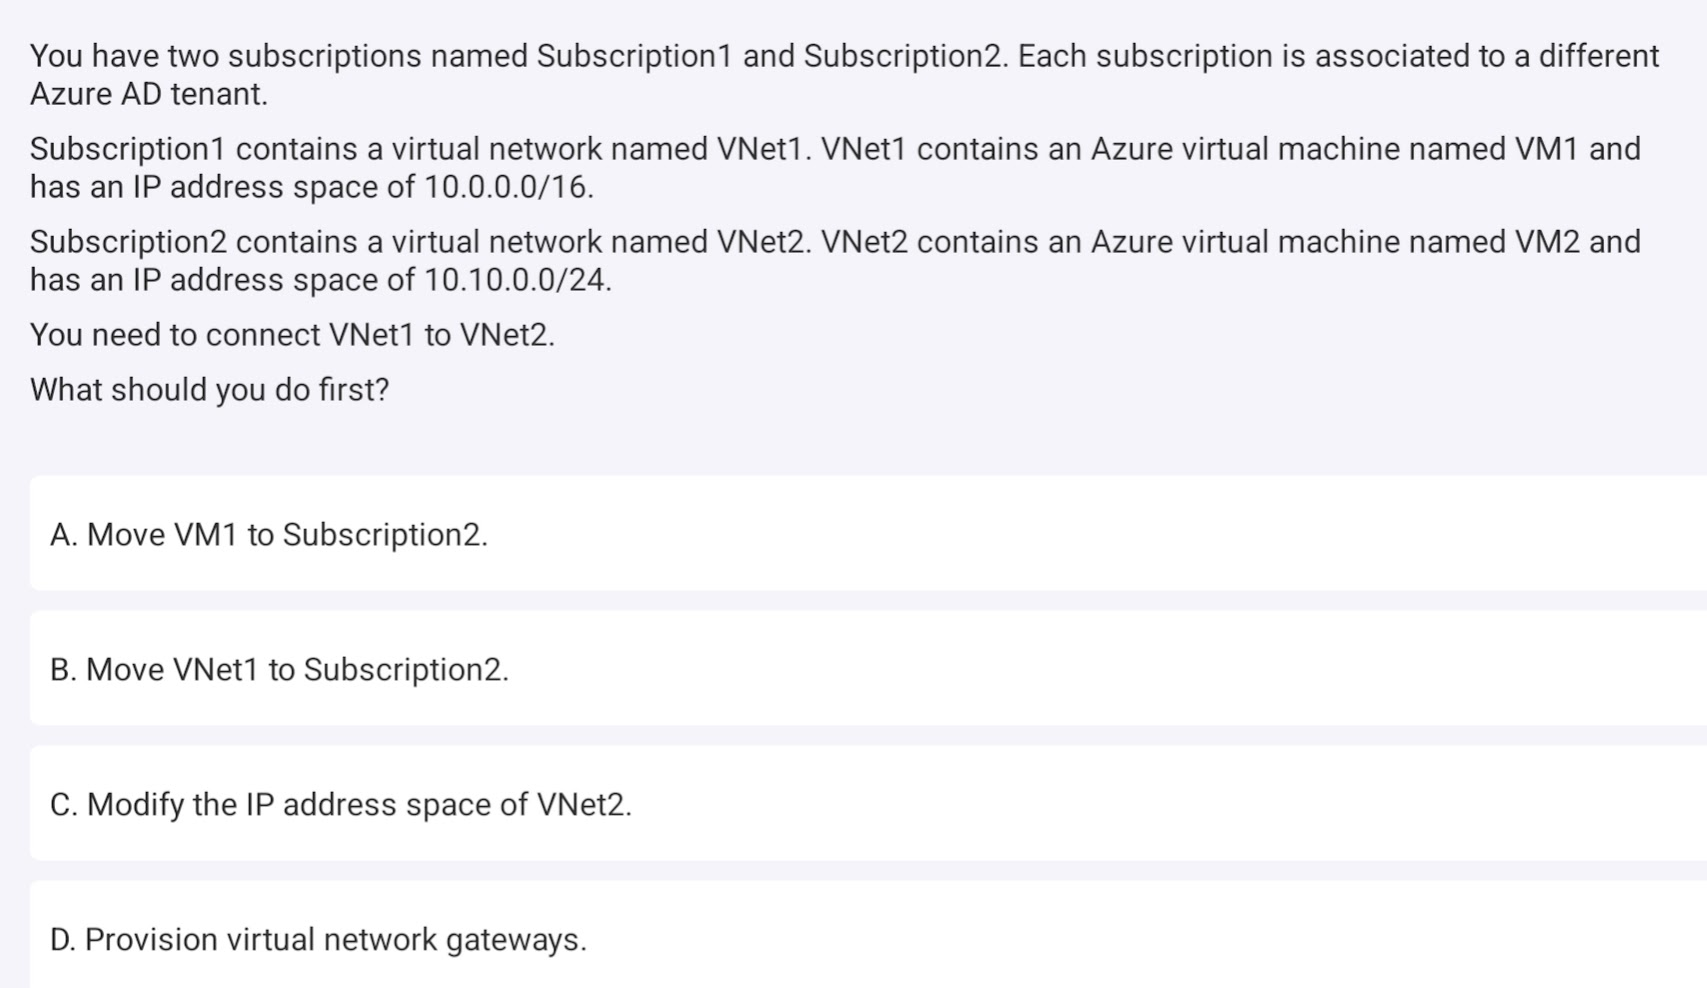 You have two subscriptions named Subscription1 and Subscription2. Each subscription is associated to a different
Azure AD tenant.
Subscription1 contains a virtual network named VNet1. VNet1 contains an Azure virtual machine named VM1 and
has an IP address space of 10.0.0.0/16.
Subscription2 contains a virtual network named VNet2. VNet2 contains an Azure virtual machine named VM2 and
has an IP address space of 10.10.0.0/24.
You need to connect VNet1 to VNet2.
What should you do first?
A. Move VM1 to Subscription2.
B. Move VNet1 to Subscription2.
C. Modify the IP address space of VNet2.
D. Provision virtual network gateways.